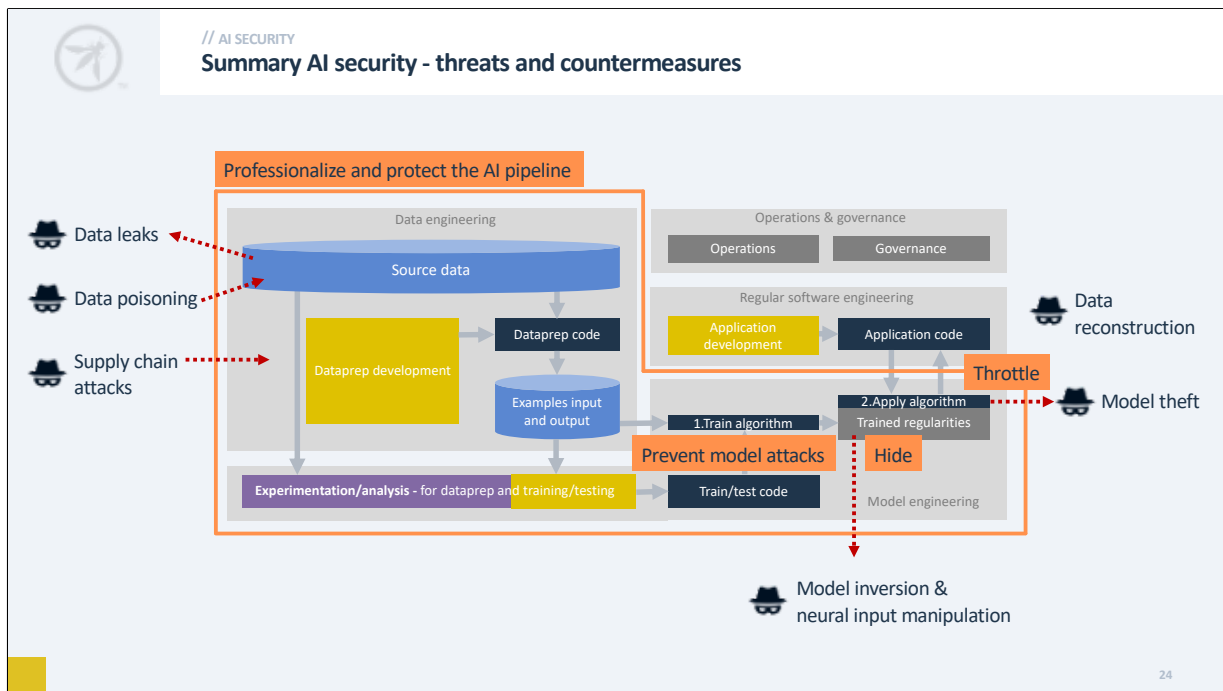 // AI SECURITY
Summary AI security - threats and countermeasures
Professionalize and protect the AI pipeline
Data engineering
Operations & governance
Data leaks
Operations
Governance
Source data
Data poisoning
Regular software engineering
Data
reconstruction
Dataprep code
Application
development
Application code
Supply chain
attacks
Dataprep development
Throttle
Examples input
and output
2.Apply algorithm
Model theft
1.Train algorithm
Trained regularities
Prevent model attacks
Hide
Experimentation/analysis - for dataprep and training/testing
Train/test code
Model engineering
Model inversion &
neural input manipulation
24